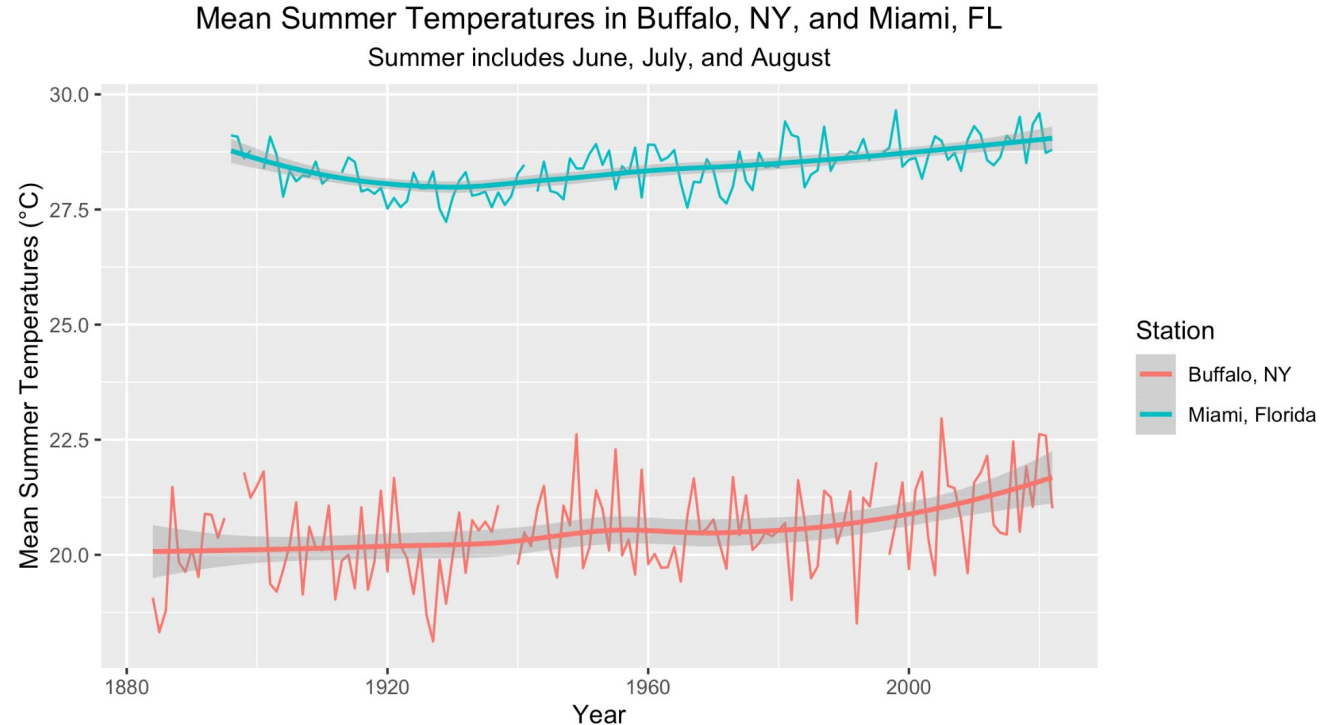 Mean Summer Temperatures in Buffalo, NY, and Miami, FL
Summer includes June, July, and August
Mean Summer Temperatures (°C)
30.0
27.5
25.0
22.5
20.0
1880 1920 1960 2000
Year
Station
Buffalo, NY
Miami, Florida